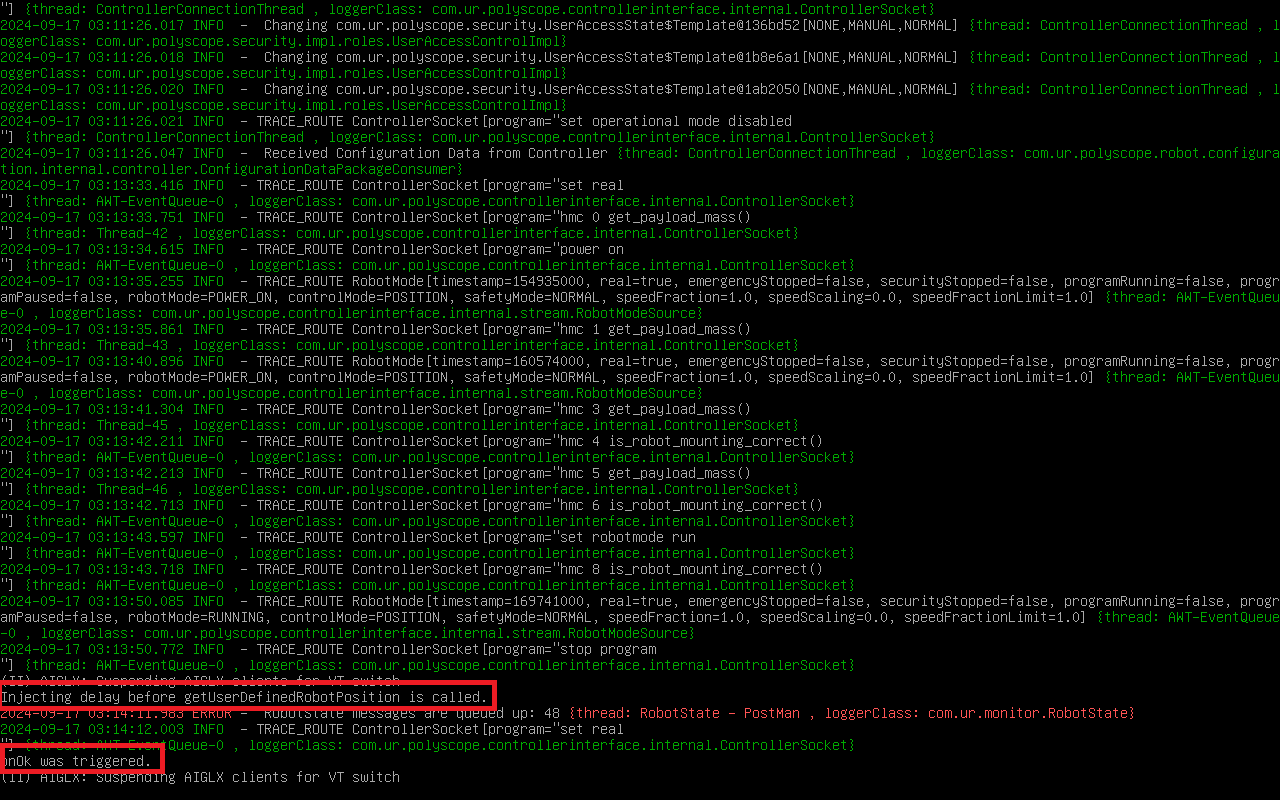 "] {thread: ControllerConnectionThread , loggerClass: com.ur.polyscope.controllerinterface.internal.ControllerSocket}
2024-09-17 03:11:26.017 INFO  -  Changing com.ur.polyscope.security.UserAccessState$Template@136bd52[NONE,MANUAL,NORMAL] {thread: ControllerConnectionThread , l
oggerClass: com.ur.polyscope.security.impl.roles.UserAccessControlImpl}
2024-09-17 03:11:26.018 INFO  -  Changing com.ur.polyscope.security.UserAccessState$Template@1b8e6a1[NONE,MANUAL,NORMAL] {thread: ControllerConnectionThread , l
oggerClass: com.ur.polyscope.security.impl.roles.UserAccessControlImpl}
2024-09-17 03:11:26.020 INFO  -  Changing com.ur.polyscope.security.UserAccessState$Template@1ab2050[NONE,MANUAL,NORMAL] {thread: ControllerConnectionThread , l
oggerClass: com.ur.polyscope.security.impl.roles.UserAccessControlImpl}
2024-09-17 03:11:26.021 INFO  - TRACE_ROUTE ControllerSocket[program="set operational mode disabled
"] {thread: ControllerConnectionThread , loggerClass: com.ur.polyscope.controllerinterface.internal.ControllerSocket}
2024-09-17 03:11:26.047 INFO  -  Received Configuration Data from Controller {thread: ControllerConnectionThread , loggerClass: com.ur.polyscope.robot.configura
tion.internal.controller.ConfigurationDataPackageConsumer}
2024-09-17 03:13:33.416 INFO  - TRACE_ROUTE ControllerSocket[program="set real
"] {thread: AWT-EventQueue-0 , loggerClass: com.ur.polyscope.controllerinterface.internal.ControllerSocket}
2024-09-17 03:13:33.751 INFO  - TRACE_ROUTE ControllerSocket[program="hmc 0 get_payload_mass()
"] {thread: Thread-42 , loggerClass: com.ur.polyscope.controllerinterface.internal.ControllerSocket}
2024-09-17 03:13:34.615 INFO  - TRACE_ROUTE ControllerSocket[program="power on
"] {thread: AWT-EventQueue-0 , loggerClass: com.ur.polyscope.controllerinterface.internal.ControllerSocket}
2024-09-17 03:13:35.255 INFO  - TRACE_ROUTE RobotMode[timestamp=154935000, real=true, emergencyStopped=false, securityStopped=false, programRunning=false, progr
amPaused=false, robotMode=POWER_ON, controlMode=POSITION, safetyMode=NORMAL, speedFraction=1.0, speedScaling=0.0, speedFractionLimit=1.0] {thread: AWT-EventQueu
e-0 , loggerClass: com.ur.polyscope.controllerinterface.internal.stream.RobotModeSource}
2024-09-17 03:13:35.861 INFO  - TRACE_ROUTE ControllerSocket[program="hmc 1 get_payload_mass()
"] {thread: Thread-43 , loggerClass: com.ur.polyscope.controllerinterface.internal.ControllerSocket}
2024-09-17 03:13:40.896 INFO  - TRACE_ROUTE RobotMode[timestamp=160574000, real=true, emergencyStopped=false, securityStopped=false, programRunning=false, progr
amPaused=false, robotMode=POWER_ON, controlMode=POSITION, safetyMode=NORMAL, speedFraction=1.0, speedScaling=0.0, speedFractionLimit=1.0] {thread: AWT-EventQueu
e-0 , loggerClass: com.ur.polyscope.controllerinterface.internal.stream.RobotModeSource}
2024-09-17 03:13:41.304 INFO  - TRACE_ROUTE ControllerSocket[program="hmc 3 get_payload_mass()
"] {thread: Thread-45 , loggerClass: com.ur.polyscope.controllerinterface.internal.ControllerSocket}
2024-09-17 03:13:42.211 INFO  - TRACE_ROUTE ControllerSocket[program="hmc 4 is_robot_mounting_correct()
"] {thread: AWT-EventQueue-0 , loggerClass: com.ur.polyscope.controllerinterface.internal.ControllerSocket}
2024-09-17 03:13:42.213 INFO  - TRACE_ROUTE ControllerSocket[program="hmc 5 get_payload_mass()
"] {thread: Thread-46 , loggerClass: com.ur.polyscope.controllerinterface.internal.ControllerSocket}
2024-09-17 03:13:42.713 INFO  - TRACE_ROUTE ControllerSocket[program="hmc 6 is_robot_mounting_correct()
"] {thread: AWT-EventQueue-0 , loggerClass: com.ur.polyscope.controllerinterface.internal.ControllerSocket}
2024-09-17 03:13:43.597 INFO  - TRACE_ROUTE ControllerSocket[program="set robotmode run
"] {thread: AWT-EventQueue-0 , loggerClass: com.ur.polyscope.controllerinterface.internal.ControllerSocket}
2024-09-17 03:13:43.718 INFO  - TRACE_ROUTE ControllerSocket[program="hmc 8 is_robot_mounting_correct()
"] {thread: AWT-EventQueue-0 , loggerClass: com.ur.polyscope.controllerinterface.internal.ControllerSocket}
2024-09-17 03:13:50.085 INFO  - TRACE_ROUTE RobotMode[timestamp=169741000, real=true, emergencyStopped=false, securityStopped=false, programRunning=false, progr
amPaused=false, robotMode=RUNNING, controlMode=POSITION, safetyMode=NORMAL, speedFraction=1.0, speedScaling=0.0, speedFractionLimit=1.0] {thread: AWT-EventQueue
-0 , loggerClass: com.ur.polyscope.controllerinterface.internal.stream.RobotModeSource}
2024-09-17 03:13:50.772 INFO  - TRACE_ROUTE ControllerSocket[program="stop program
"] {thread: AWT-EventQueue-0 , loggerClass: com.ur.polyscope.controllerinterface.internal.ControllerSocket}
(II) AIGLX: Suspending AIGLX clients for VT switch
Injecting delay before getUserDefinedRobotPosition is called.
2024-09-17 03:14:11.983 ERROR -  RobotState messages are queued up: 48 {thread: RobotState - PostMan , loggerClass: com.ur.monitor.RobotState}
2024-09-17 03:14:12.003 INFO  - TRACE_ROUTE ControllerSocket[program="set real
"] {thread: AWT-EventQueue-0 , loggerClass: com.ur.polyscope.controllerinterface.internal.ControllerSocket}
onOk was triggered.
(II) AIGLX: Suspending AIGLX clients for VT switch